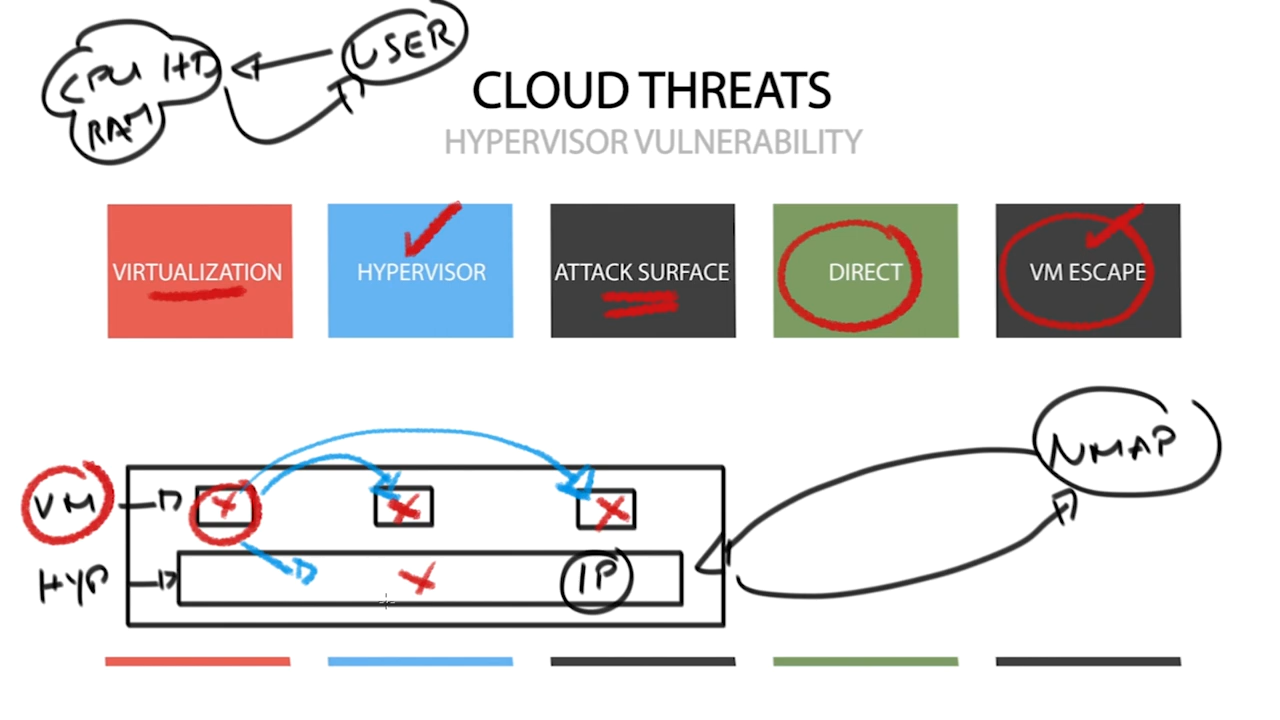 CPU HD
RAM
USER
CLOUD THREATS
HYPERVISOR VULNERABILITY
VIRTUALIZATION
HYPERVISOR
ATTACK SURFACE
DIRECT
VM ESCAPE
NMAP
VM
HYP
IP